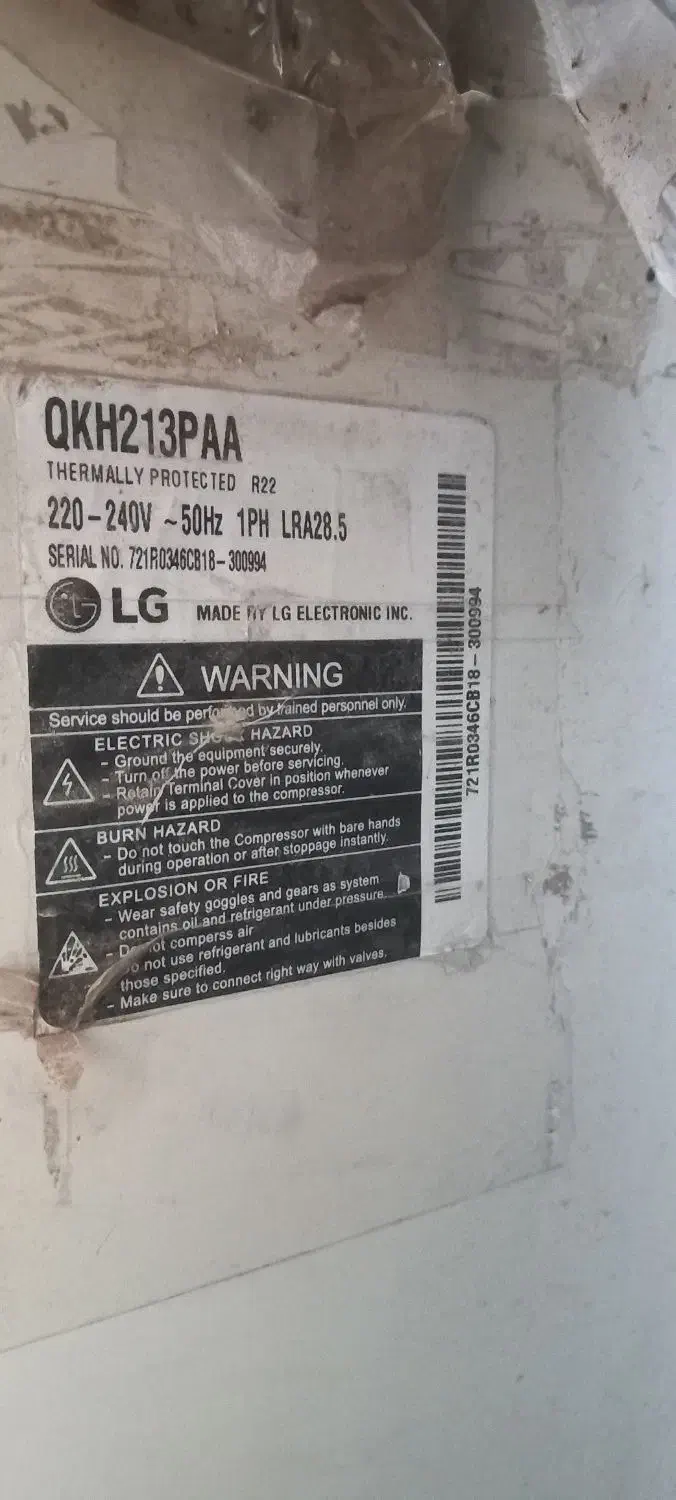 QKH213PAA
THERMALLY PROTECTED R22
220-240V ~50Hz 1PH LRA28.5
SERIAL NO. 721R0346CB18-300994
LG MADE BY LG ELECTRONIC INC.
WARNING
Service should be performed by trained personnel only.
ELECTRIC SHOCK HAZARD
- Ground the equipment securely.
- Turn off the power before servicing.
- Retain Terminal Cover in position whenever
power is applied to the compressor.
BURN HAZARD
- Do not touch the Compressor with bare hands
during operation or after stoppage instantly.
EXPLOSION OR FIRE
- Wear safety goggles and gears as system
contains oil and refrigerant under pressure.
- Do not comperss air
- Do not use refrigerant and lubricants besides
those specified.
- Make sure to connect right way with valves.
721R0346CB18-300994